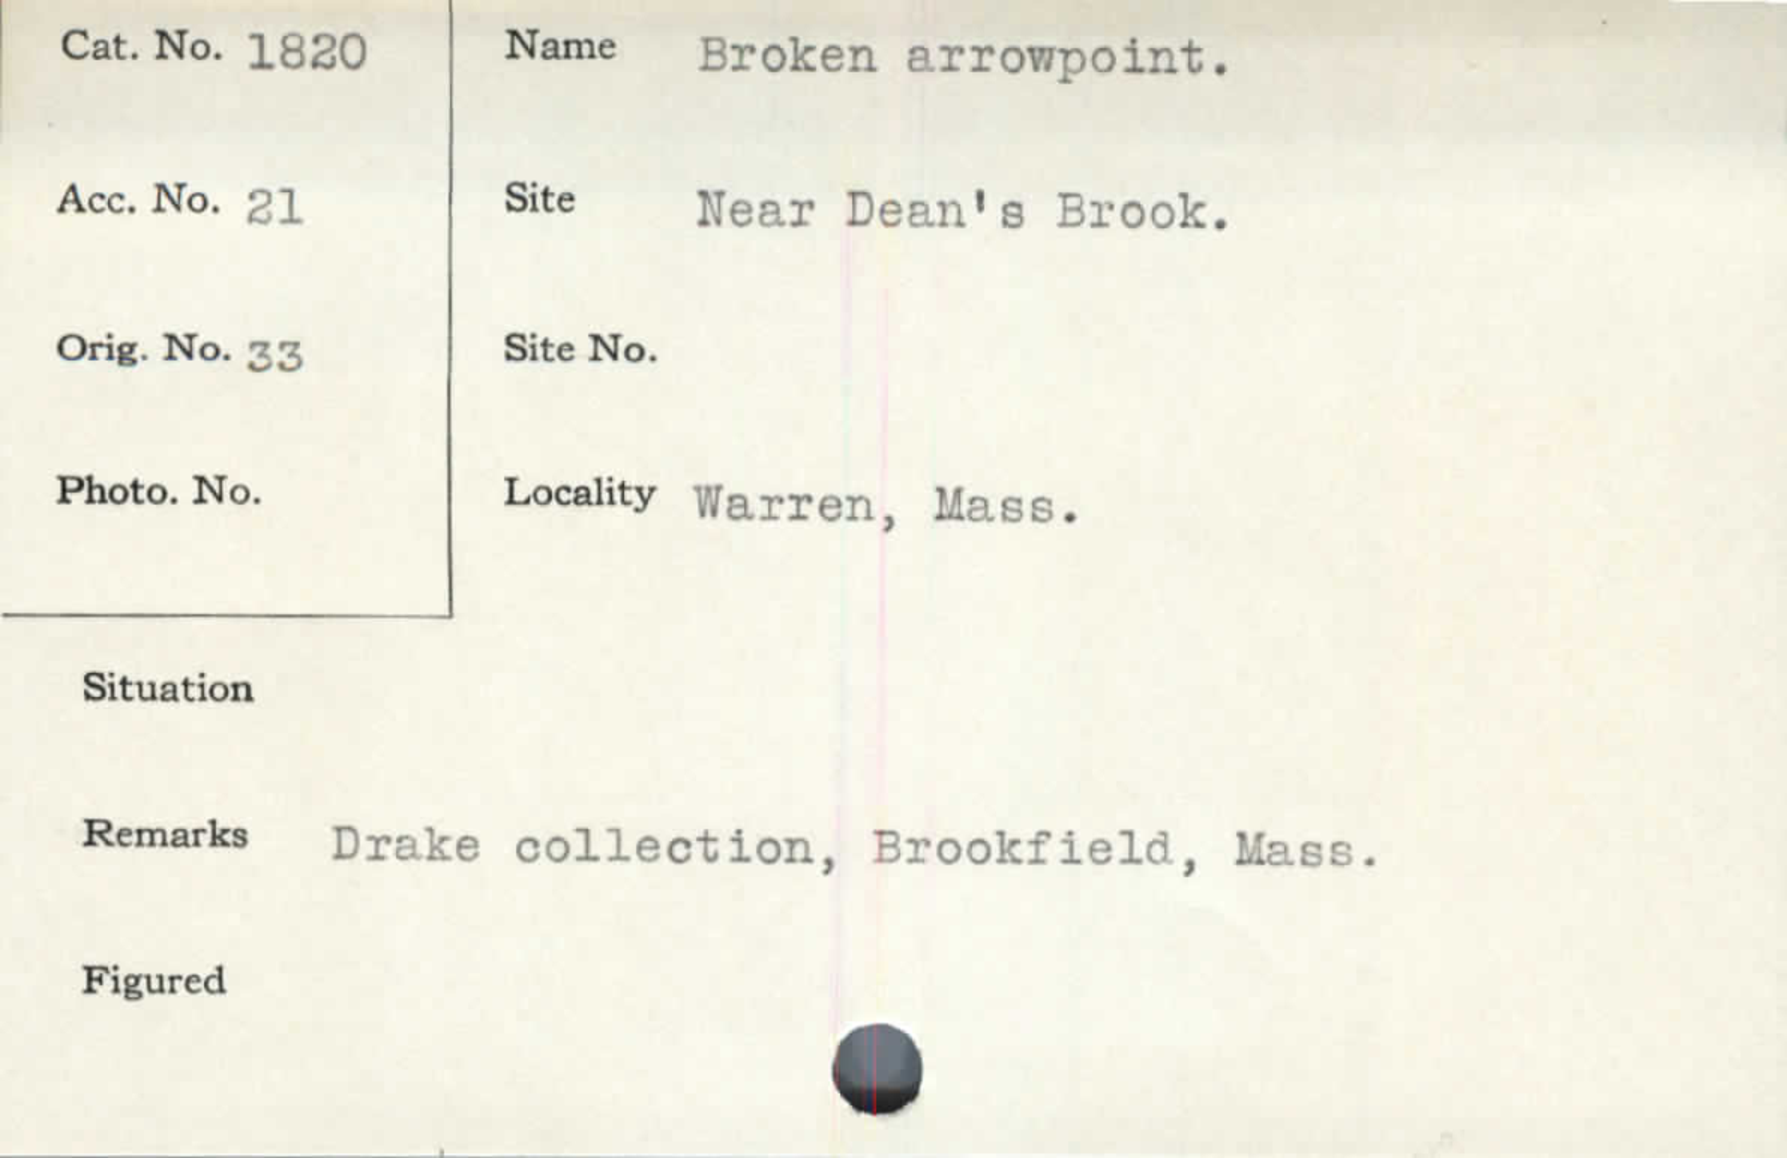 Cat. No. 1820
Name Broken arrowpoint.
Acc. No. 21
Site Near Dean's Brook.
Orig. No. 33
Site No.
Photo. No.
Locality Warren, Mass.
Situation
Remarks Drake collection, Brookfield, Mass.
Figured